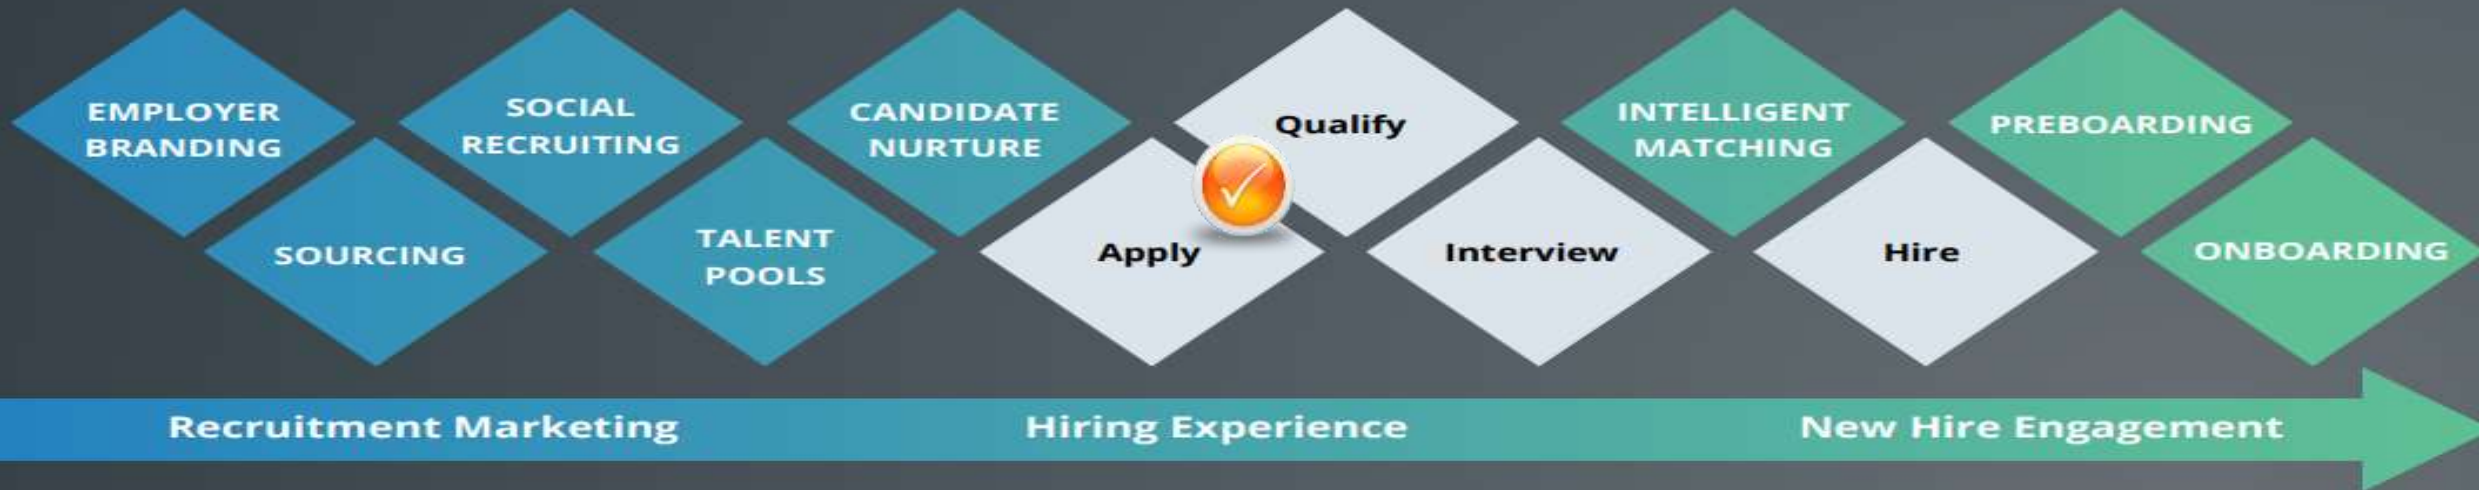 EMPLOYER
BRANDING
SOURCING
SOCIAL
RECRUITING
TALENT
POOLS
CANDIDATE
NURTURE
Apply
Qualify
Interview
INTELLIGENT
MATCHING
Hire
PREBOARDING
ONBOARDING
Recruitment Marketing
Hiring Experience
New Hire Engagement